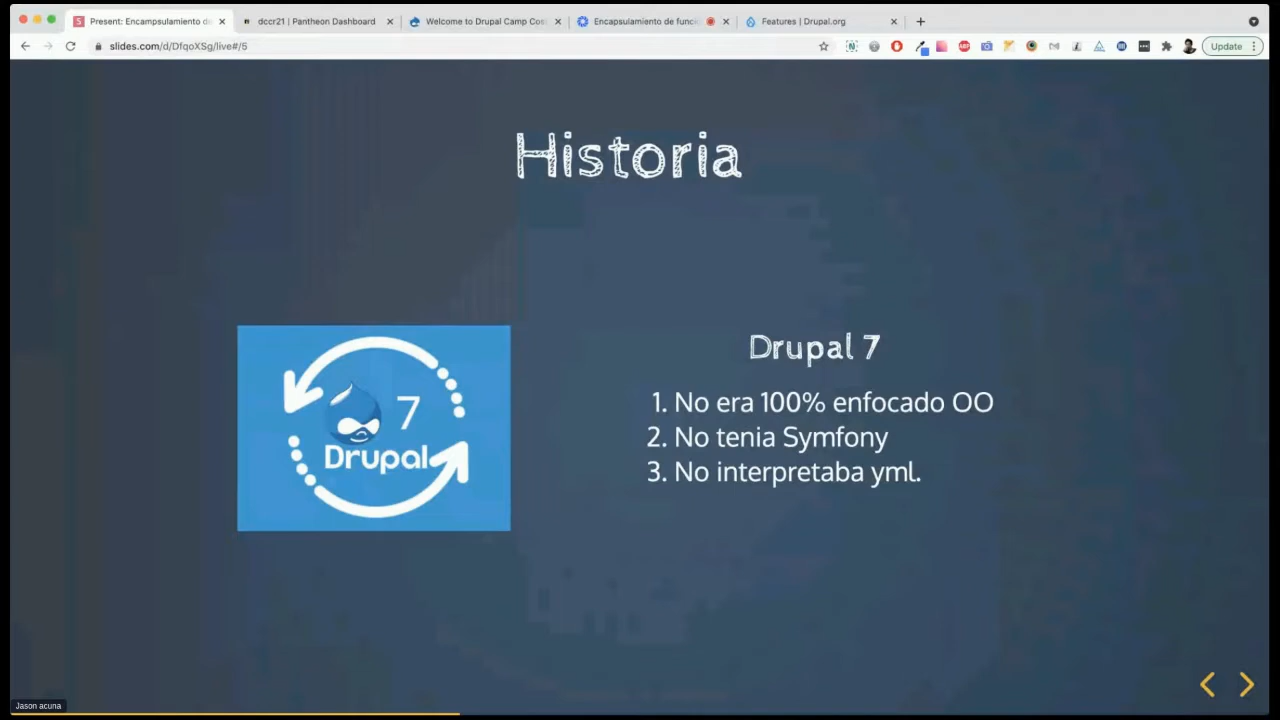 Present: Encampsulamiento de
dccr21 | Pantheon Dashboard
Welcome to Drupal Camp Cos
Encapsulamiento de funci
Features | Drupal.org
slides.com/d/DfqoXSg/live#/5
Update
Historia
7
Drupal
Drupal 7
1. No era 100% enfocado OO
2. No tenia Symfony
3. No interpretaba yml.
Jason acuna